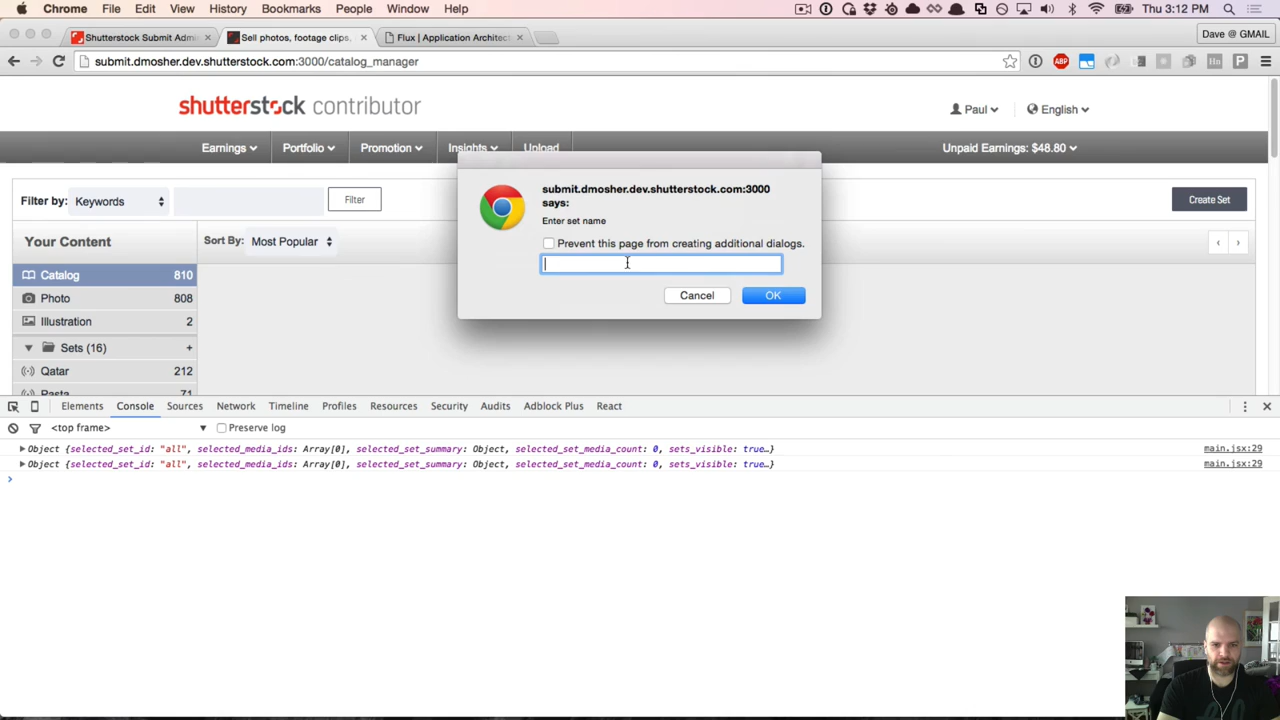 Chrome File Edit View History Bookmarks People Window Help Thu 3:12 PM
Shutterstock Submit Admi Sell photos, footage clips, Flux | Application Architect Dave @ GMAIL
submit.dmosher.dev.shutterstock.com:3000/catalog_manager
shutterstock contributor Paul English
Earnings Portfolio Promotion Insights Upload Unpaid Earnings: $48.80
submit.dmosher.dev.shutterstock.com:3000
says:
Enter set name
Prevent this page from creating additional dialogs.
Cancel OK
Filter by: Keywords Filter Create Set
Your Content Sort By: Most Popular
Catalog 810
Photo 808
Illustration 2
Sets (16) +
Qatar 212
Pasta 71
Elements Console Sources Network Timeline Profiles Resources Security Audits Adblock Plus React
<top frame> Preserve log
Object {selected_set_id: "all", selected_media_ids: Array[0], selected_set_summary: Object, selected_set_media_count: 0, sets_visible: true…} main.jsx:29
Object {selected_set_id: "all", selected_media_ids: Array[0], selected_set_summary: Object, selected_set_media_count: 0, sets_visible: true…} main.jsx:29